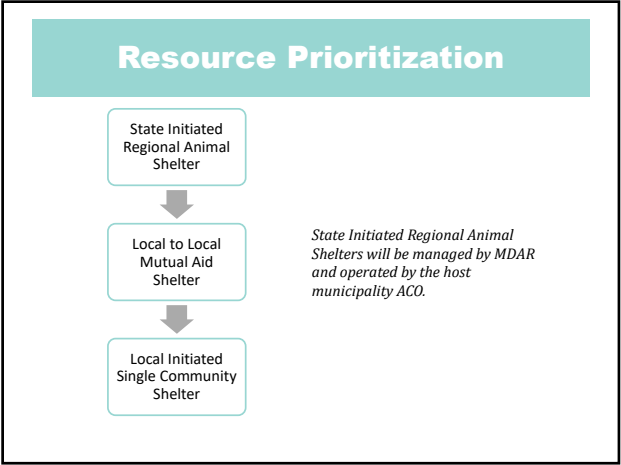 Resource Prioritization
State Initiated
Regional Animal
Shelter
Local to Local
Mutual Aid
Shelter
Local Initiated
Single Community
Shelter
State Initiated Regional Animal
Shelters will be managed by MDAR
and operated by the host
municipality ACO.